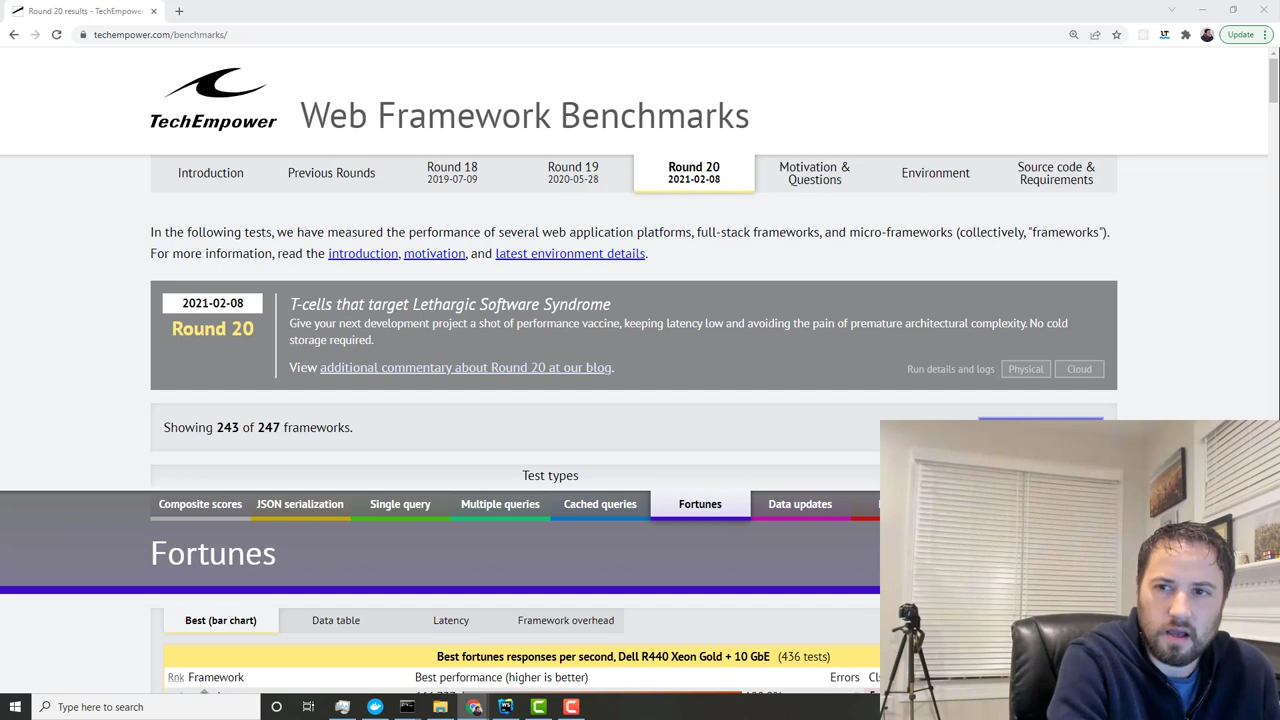 Round 20 results - TechEmpower
techempower.com/benchmarks/
Update
TechEmpower
Web Framework Benchmarks
Introduction
Previous Rounds
Round 18
2019-07-09
Round 19
2020-05-28
Round 20
2021-02-08
Motivation &
Questions
Environment
Source code &
Requirements
In the following tests, we have measured the performance of several web application platforms, full-stack frameworks, and micro-frameworks (collectively, "frameworks").
For more information, read the introduction, motivation, and latest environment details.
2021-02-08
Round 20
T-cells that target Lethargic Software Syndrome
Give your next development project a shot of performance vaccine, keeping latency low and avoiding the pain of premature architectural complexity. No cold
storage required.
View additional commentary about Round 20 at our blog.
Run details and logs
Physical
Cloud
Showing 243 of 247 frameworks.
Test types
Composite scores
JSON serialization
Single query
Multiple queries
Cached queries
Fortunes
Data updates
Fortunes
Best (bar chart)
Data table
Latency
Framework overhead
Best fortunes responses per second, Dell R440 Xeon Gold + 10 GbE (436 tests)
Rnk Framework
Best performance (higher is better)
Errors
Type here to search